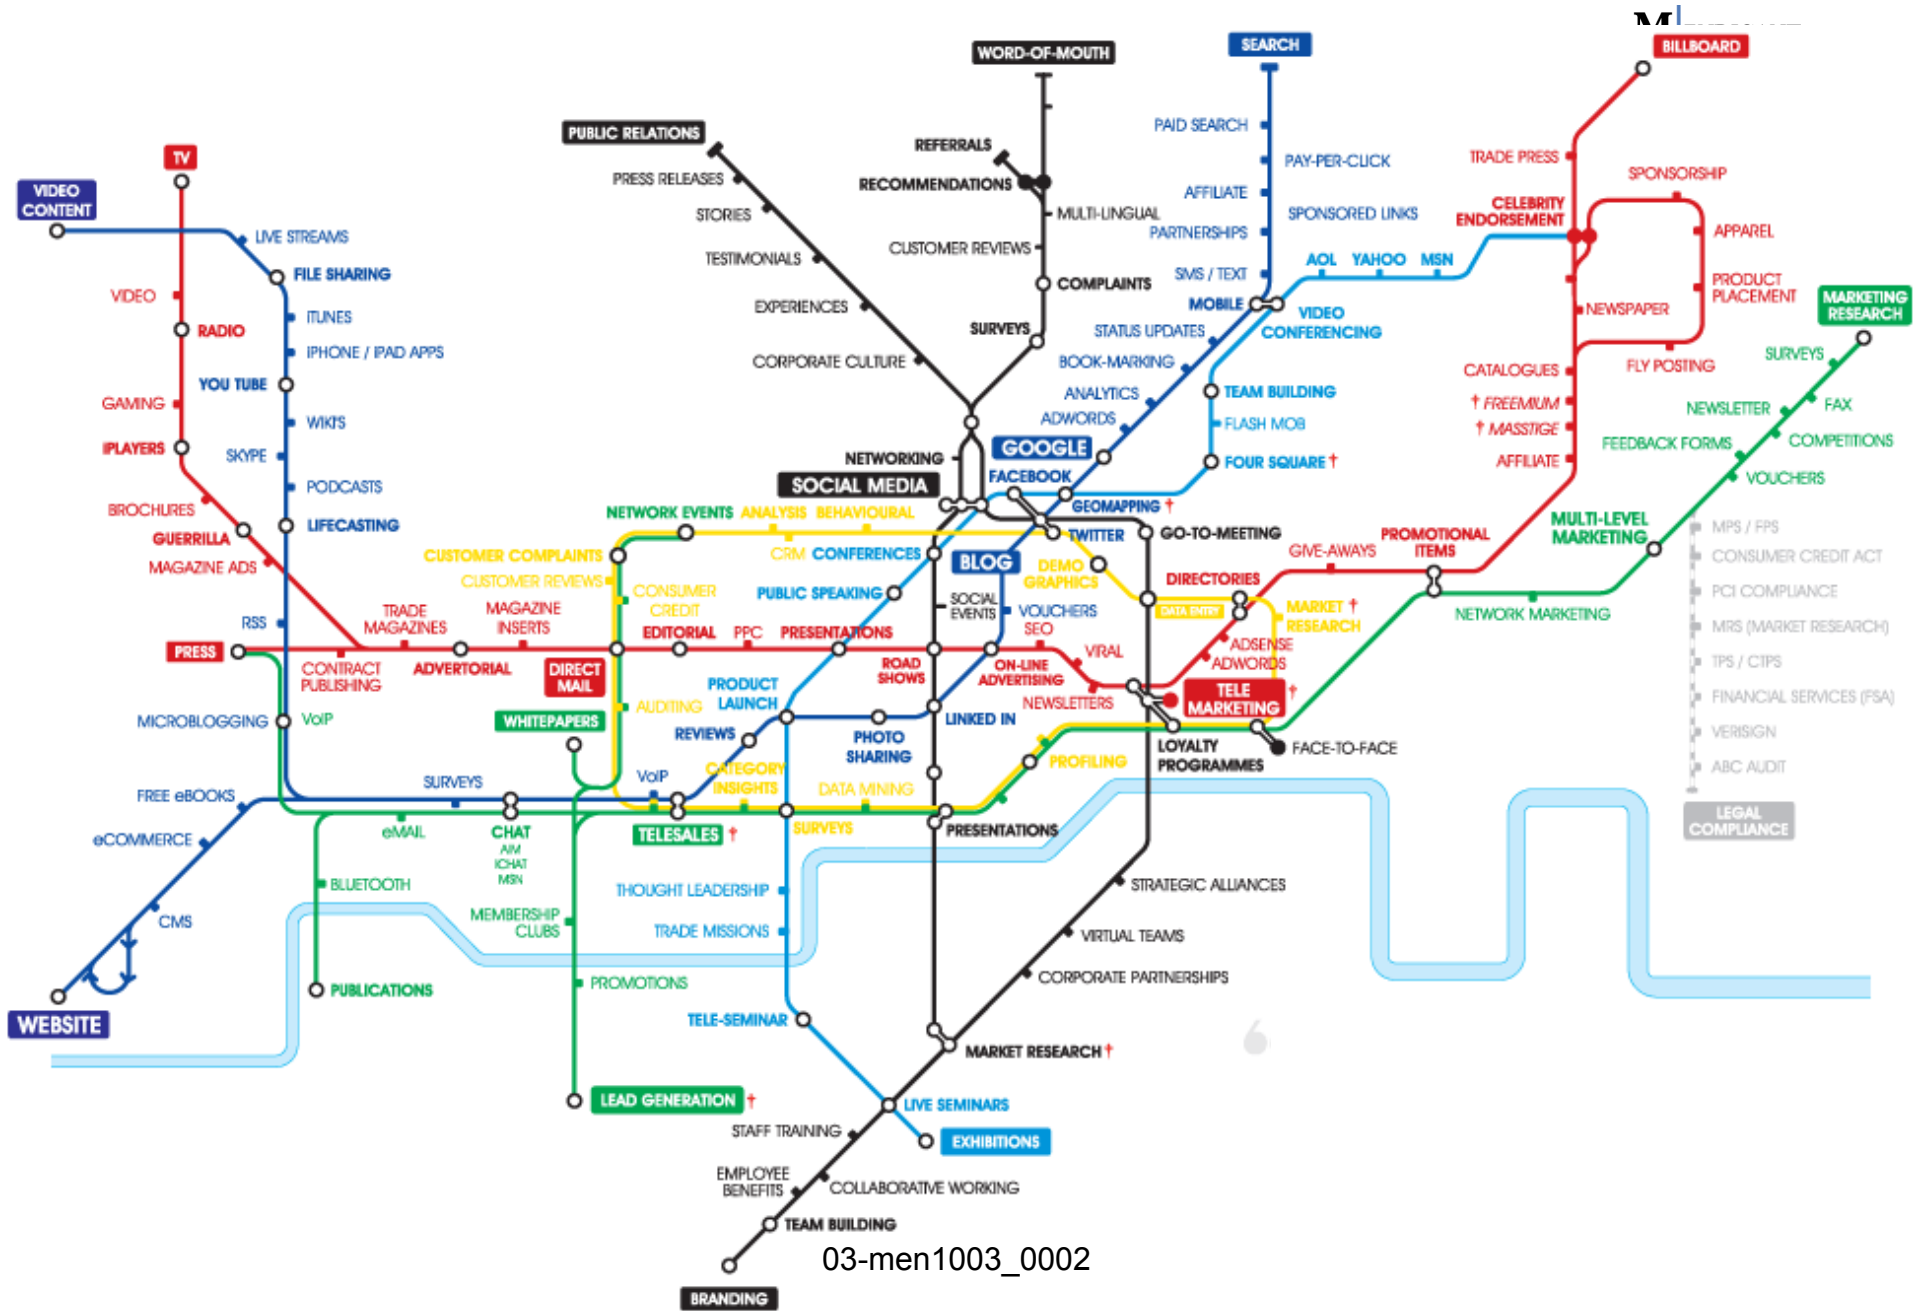 M
BILLBOARD
WORD-OF-MOUTH
SEARCH
PUBLIC RELATIONS
REFERRALS
PAID SEARCH
TV
PRESS RELEASES
RECOMMENDATIONS
PAY-PER-CLICK
TRADE PRESS
SPONSORSHIP
VIDEO
CONTENT
STORIES
MULTI-LINGUAL
AFFILIATE
SPONSORED LINKS
CELEBRITY
ENDORSEMENT
LIVE STREAMS
TESTIMONIALS
CUSTOMER REVIEWS
PARTNERSHIPS
APPAREL
FILE SHARING
COMPLAINTS
SMS / TEXT
AOL
YAHOO
MSN
PRODUCT
PLACEMENT
VIDEO
EXPERIENCES
MOBILE
VIDEO
CONFERENCING
NEWSPAPER
MARKETING
RESEARCH
RADIO
ITUNES
SURVEYS
STATUS UPDATES
IPHONE / IPAD APPS
CORPORATE CULTURE
BOOK-MARKING
CATALOGUES
FLY POSTING
SURVEYS
YOU TUBE
ANALYTICS
TEAM BUILDING
† FREEMIUM
GAMING
WIKI'S
ADWORDS
FLASH MOB
† MASSTIGE
NEWSLETTER
FAX
iPLAYERS
SKYPE
NETWORKING
GOOGLE
FOUR SQUARE †
AFFILIATE
FEEDBACK FORMS
COMPETITIONS
PODCASTS
SOCIAL MEDIA
FACEBOOK
VOUCHERS
BROCHURES
NETWORK EVENTS
ANALYSIS
BEHAVIOURAL
GEOMAPPING †
GUERRILLA
LIFECASTING
TWITTER
GO-TO-MEETING
PROMOTIONAL
ITEMS
MULTI-LEVEL
MARKETING
MPS / FPS
MAGAZINE ADS
CUSTOMER COMPLAINTS
CRM
CONFERENCES
BLOG
DEMO
GRAPHICS
GIVE-AWAYS
CONSUMER CREDIT ACT
CUSTOMER REVIEWS
CONSUMER
CREDIT
PUBLIC SPEAKING
SOCIAL
EVENTS
VOUCHERS
DIRECTORIES
DATA ENTRY
MARKET †
RESEARCH
NETWORK MARKETING
PCI COMPLIANCE
RSS
TRADE
MAGAZINES
MAGAZINE
INSERTS
EDITORIAL
PPC
PRESENTATIONS
SEO
VIRAL
ADSENSE
ADWORDS
MRS (MARKET RESEARCH)
PRESS
CONTRACT
PUBLISHING
ADVERTORIAL
DIRECT
MAIL
ROAD
SHOWS
ON-LINE
ADVERTISING
TPS / CTPS
MICROBLOGGING
VoIP
WHITEPAPERS
AUDITING
PRODUCT
LAUNCH
NEWSLETTERS
TELE
MARKETING
†
FINANCIAL SERVICES (FSA)
REVIEWS
PHOTO
SHARING
LINKED IN
LOYALTY
PROGRAMMES
FACE-TO-FACE
VERISIGN
SURVEYS
VoIP
CATEGORY
INSIGHTS
DATA MINING
PROFILING
ABC AUDIT
FREE eBOOKS
eMAIL
CHAT
AIM
ICHAT
MSN
TELESALES †
SURVEYS
PRESENTATIONS
LEGAL
COMPLIANCE
eCOMMERCE
BLUETOOTH
THOUGHT LEADERSHIP
STRATEGIC ALLIANCES
CMS
MEMBERSHIP
CLUBS
TRADE MISSIONS
VIRTUAL TEAMS
PUBLICATIONS
PROMOTIONS
CORPORATE PARTNERSHIPS
WEBSITE
TELE-SEMINAR
6
MARKET RESEARCH †
LEAD GENERATION †
LIVE SEMINARS
STAFF TRAINING
EXHIBITIONS
EMPLOYEE
BENEFITS
COLLABORATIVE WORKING
TEAM BUILDING
03-men1003_0002
BRANDING